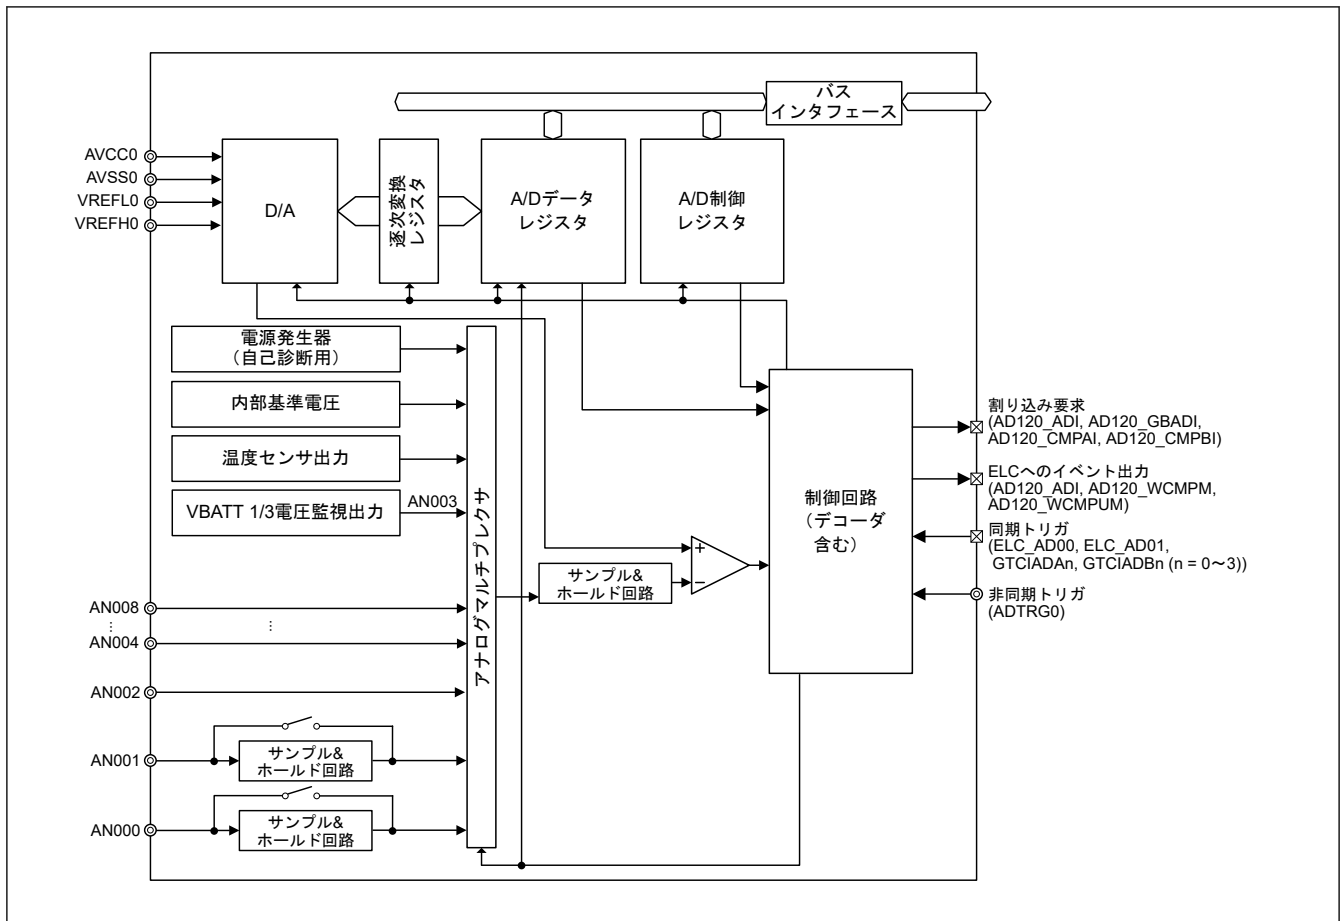 バス
インタフェース
AVCC0
AVSS0
VREFL0
VREFH0
D/A
逐次変換
レジスタ
A/Dデータ
レジスタ
A/D制御
レジスタ
電源発生器
（自己診断用）
内部基準電圧
温度センサ出力
VBATT 1/3電圧監視出力
AN003
アナログマルチプレクサ
サンプル&
ホールド回路
+
−
制御回路
（デコーダ
含む）
割り込み要求
(AD120_ADI, AD120_GBADI,
AD120_CMPAI, AD120_CMPBI)
ELCへのイベント出力
(AD120_ADI, AD120_WCMPM,
AD120_WCMPUM)
同期トリガ
(ELC_AD00, ELC_AD01,
GTCIADAn, GTCIADBn (n = 0～3))
非同期トリガ
(ADTRG0)
AN008
…
…
AN004
AN002
AN001
サンプル&
ホールド回路
AN000
サンプル&
ホールド回路